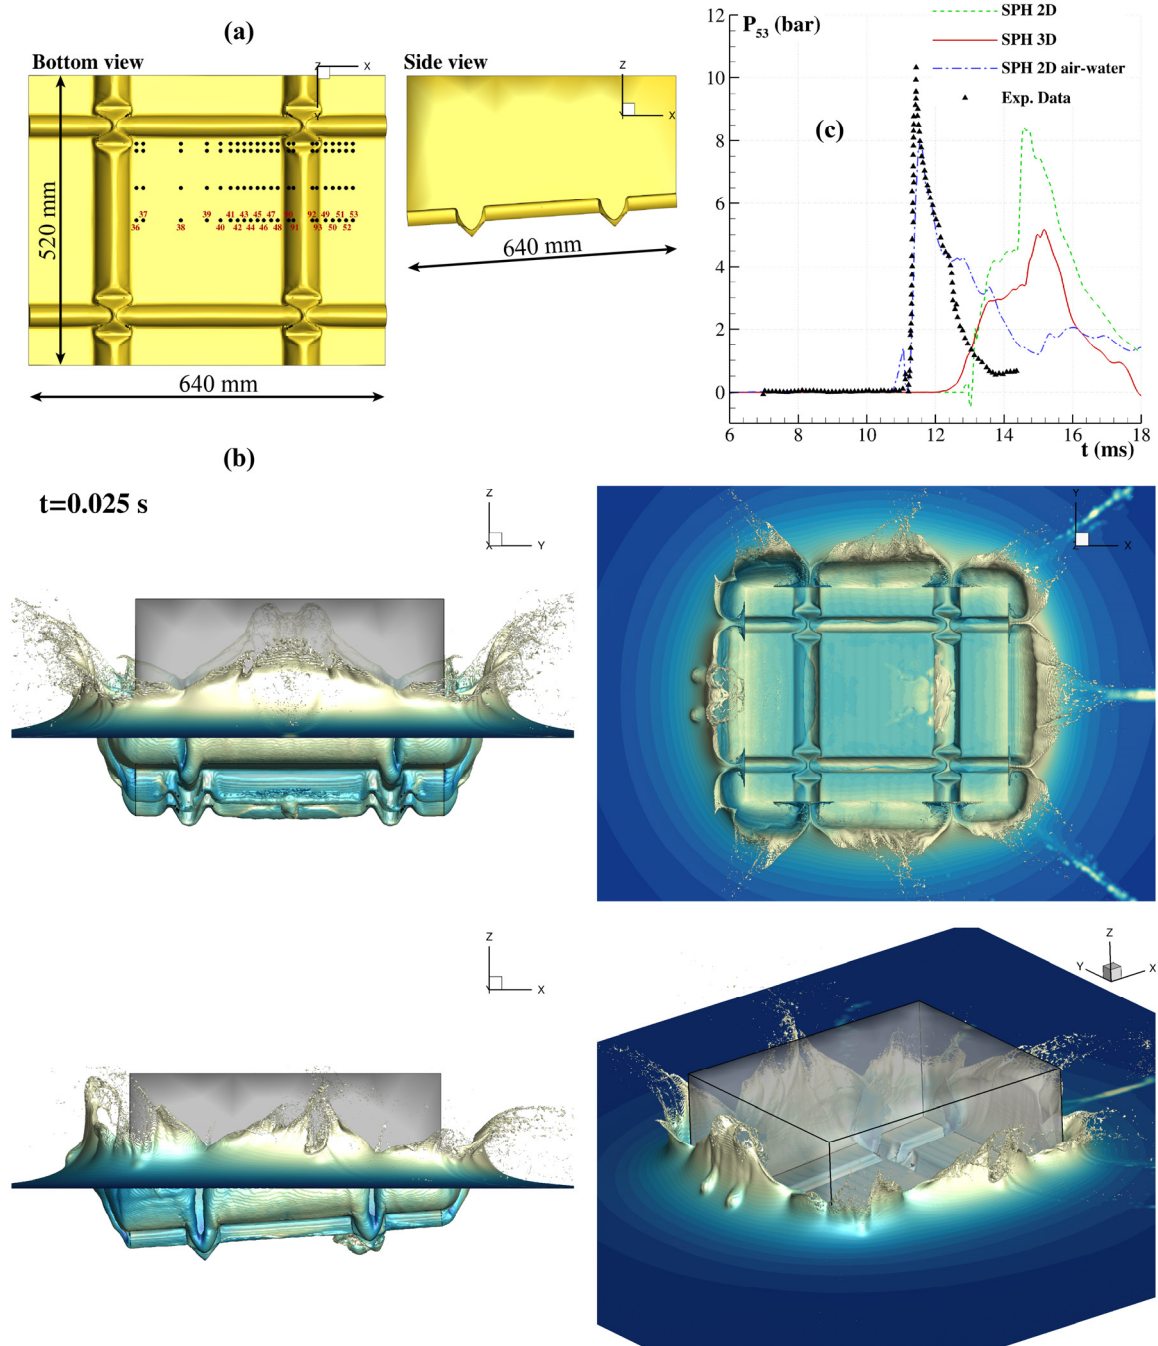 (a)
Bottom view
Z
X
Y
37
39
41
43
45
47
92
49
51
53
36
38
40
42
44
46
48
91
93
50
52
520 mm
640 mm
Side view
Z
X
640 mm
P53 (bar)
SPH 2D
SPH 3D
SPH 2D air-water
Exp. Data
(c)
12
10
8
6
4
2
0
6
8
10
12
14
16
18
t (ms)
(b)
t=0.025 s
Z
X
Y
Y
Z
X
Z
Y
X
Z
Y
X